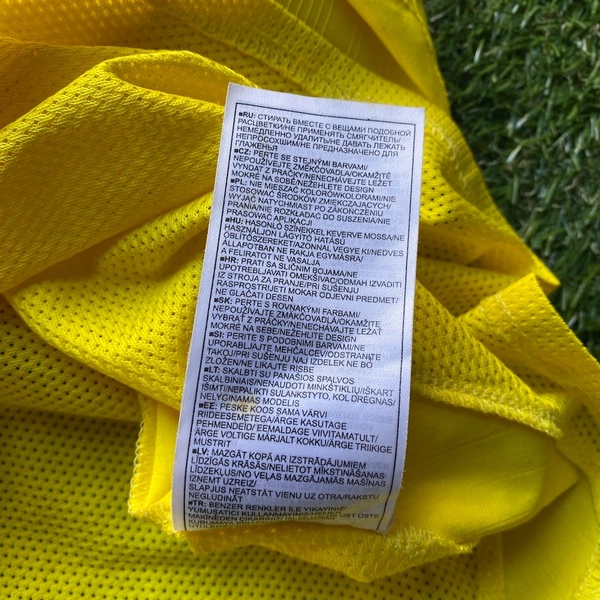 ■RU: СТИРАТЬ ВМЕСТЕ С ВЕЩАМИ ПОДОБНОЙ
РАСЦВЕТКИ/НЕ ПРИМЕНЯТЬ СМЯГЧИТЕЛЬ/
НЕМЕДЛЕННО УДАЛИТЬ/НЕ ДАВАТЬ ЛЕЖАТЬ
НЕПРОСОХШИМ/НЕ ПРЕДНАЗНАЧЕНО ДЛЯ
ГЛАЖЕНЬЯ
■CZ: PERTE SE STEJNÝMI BARVAMI/
NEPOUŽÍVEJTE ZMĚKČOVADLA/OKAMŽITĚ
VYNDAT Z PRAČKY/NENECHÁVEJTE LEŽET
MOKRÉ NA SOBĚ/NEŽEHLETE DESIGN
■PL: NIE MIESZAĆ KOLORÓW/KOLORAMI/NIE
STOSOWAĆ ŚRODKÓW ZMIĘKCZAJĄCYCH/
WYJĄĆ NATYCHMIAST PO ZAKOŃCZENIU
PRANIA/NIE ROZKŁADAĆ DO SUSZENIA/NIE
PRASOWAĆ APLIKACJI
■HU: HASONLÓ SZÍNEKKEL KEVERVE MOSSA/NE
HASZNÁLJON LÁGYÍTÓ HATÁSÚ
ÖBLÍTŐSZEREKET/AZONNAL VEGYE KI/NEDVES
ÁLLAPOTBAN NE RAKJA EGYMÁSRA/
A FELIRATOT NE VASALJA
■HR: PRATI SA SLIČNIM BOJAMA/NE
UPOTREBLJAVATI OMEKŠIVAČ/ODMAH IZVADITI
IZ STROJA ZA PRANJE/PRI SUŠENJU
RASPROSTRIJETI MOKAR ODJEVNI PREDMET/
NE GLAČATI DESEN
■SK: PERTE S ROVNAKÝMI FARBAMI/
NEPOUŽÍVAJTE ZMÄKČOVADLÁ/OKAMŽITE
VYBRAŤ Z PRÁČKY/NENECHÁVAJTE LEŽAŤ
MOKRÉ NA SEBE/NEŽEHLITE DESIGN
■SI: PERITE S PODOBNIMI BARVAMI/NE
UPORABLJAJTE MEHČALCEV/ODSTRANITE
TAKOJ/PRI SUŠENJU NAJ IZDELEK NE BO
ZLOŽEN/NE LIKAJTE RISBE
■LT: SKALBTI SU PANAŠIOS SPALVOS
SKALBINIAIS/NENAUDOTI MINKŠTIKLIŲ/IŠKART
IŠIMTI/NEPALIKTI SULANKSTYTO, KOL DRĖGNAS/
NELYGINAMAS MODELIS
■EE: PESKE KOOS SAMA VÄRVI
RIIDEESEMETEGA/ÄRGE KASUTAGE
PEHMENDEID/ EEMALDAGE VIIVITAMATULT/
ÄRGE VOLTIGE MÄRJALT KOKKU/ÄRGE TRIIKIGE
MUSTRIT
■LV: MAZGĀT KOPĀ AR IZSTRĀDĀJUMIEM
LĪDZĪGĀS KRĀSĀS/NELIETOT MĪKSTINĀŠANAS
LĪDZEKĻUS/NO VEĻAS MAZGĀJAMĀS MAŠĪNAS
IZŅEMT UZREIZ/
SLAPJUS NEATSTĀT VIENU UZ OTRA/RAKSTU
NEGLUDINĀT
■TR: BENZER RENKLER İLE YIKAYINIZ/
YUMUŞATICI KULLANMAYINIZ/HEMEN